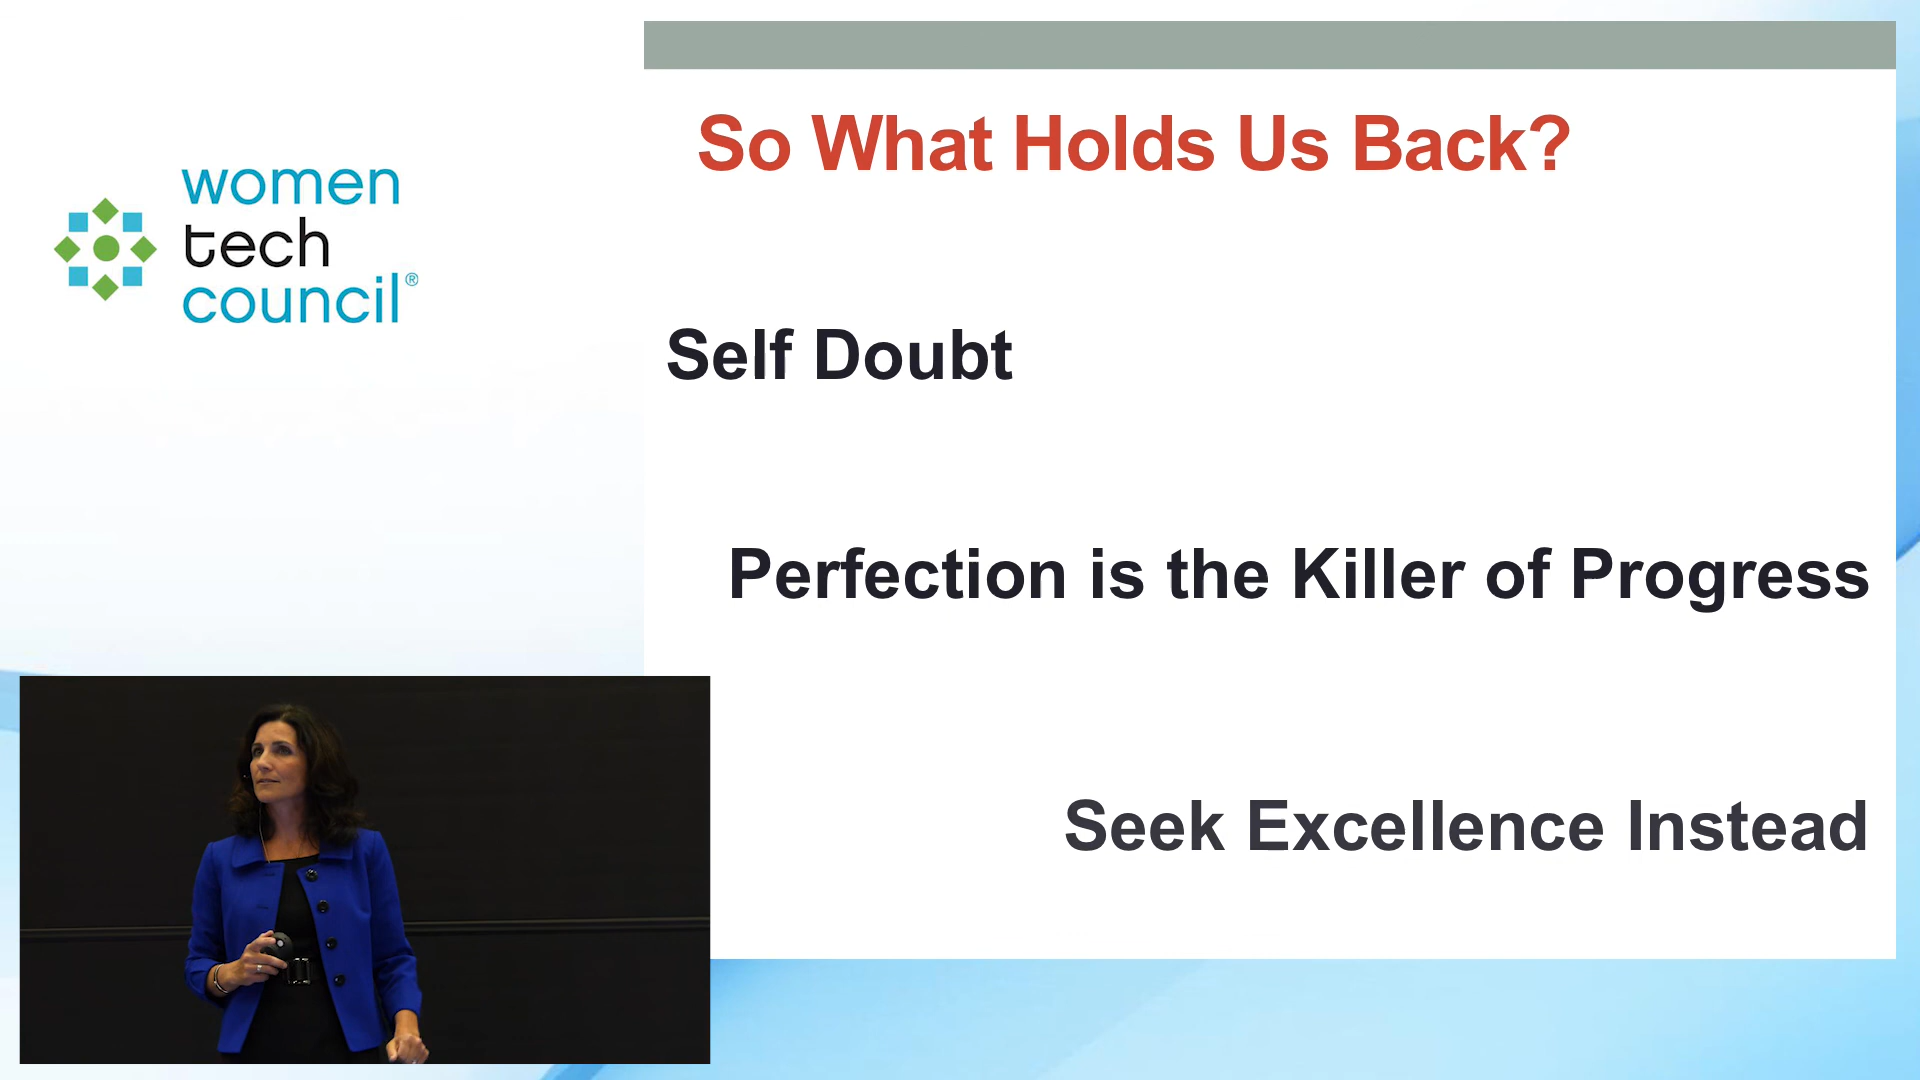 women
tech
council®
So What Holds Us Back?
Self Doubt
Perfection is the Killer of Progress
Seek Excellence Instead